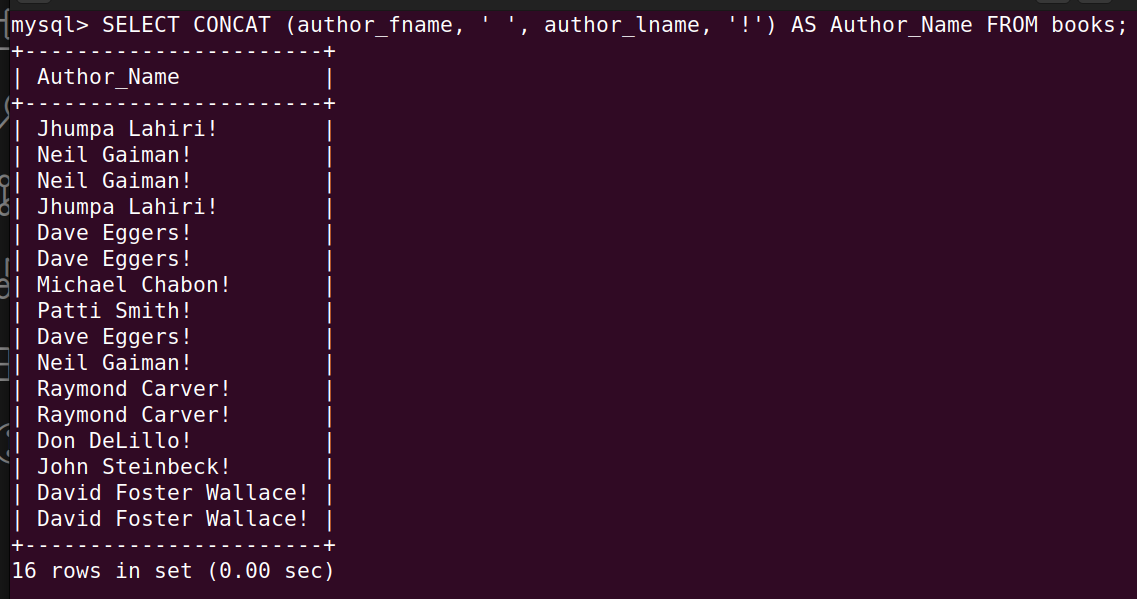 mysql> SELECT CONCAT (author_fname, ' ', author_lname, '!') AS Author_Name FROM books;
+-----------------------+
| Author_Name           |
+-----------------------+
| Jhumpa Lahiri!        |
| Neil Gaiman!          |
| Neil Gaiman!          |
| Jhumpa Lahiri!        |
| Dave Eggers!          |
| Dave Eggers!          |
| Michael Chabon!       |
| Patti Smith!          |
| Dave Eggers!          |
| Neil Gaiman!          |
| Raymond Carver!       |
| Raymond Carver!       |
| Don DeLillo!          |
| John Steinbeck!       |
| David Foster Wallace! |
| David Foster Wallace! |
+-----------------------+
16 rows in set (0.00 sec)